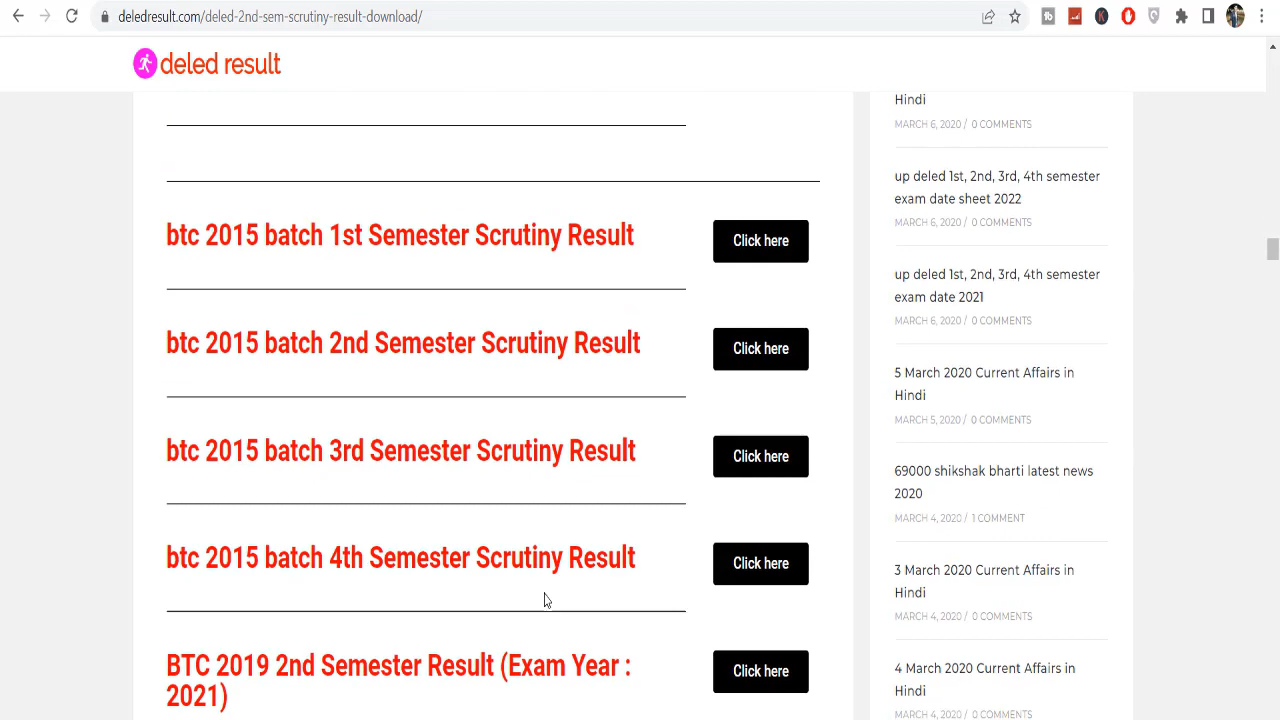 deledresult.com/deled-2nd-sem-scrutiny-result-download/
deled result
btc 2015 batch 1st Semester Scrutiny Result
Click here
btc 2015 batch 2nd Semester Scrutiny Result
Click here
btc 2015 batch 3rd Semester Scrutiny Result
Click here
btc 2015 batch 4th Semester Scrutiny Result
Click here
BTC 2019 2nd Semester Result (Exam Year :
2021)
Click here
Hindi
MARCH 6, 2020 / 0 COMMENTS
up deled 1st, 2nd, 3rd, 4th semester
exam date sheet 2022
MARCH 6, 2020 / 0 COMMENTS
up deled 1st, 2nd, 3rd, 4th semester
exam date 2021
MARCH 6, 2020 / 0 COMMENTS
5 March 2020 Current Affairs in
Hindi
MARCH 5, 2020 / 0 COMMENTS
69000 shikshak bharti latest news
2020
MARCH 4, 2020 / 1 COMMENT
3 March 2020 Current Affairs in
Hindi
MARCH 4, 2020 / 0 COMMENTS
4 March 2020 Current Affairs in
Hindi
MARCH 4, 2020 / 0 COMMENTS